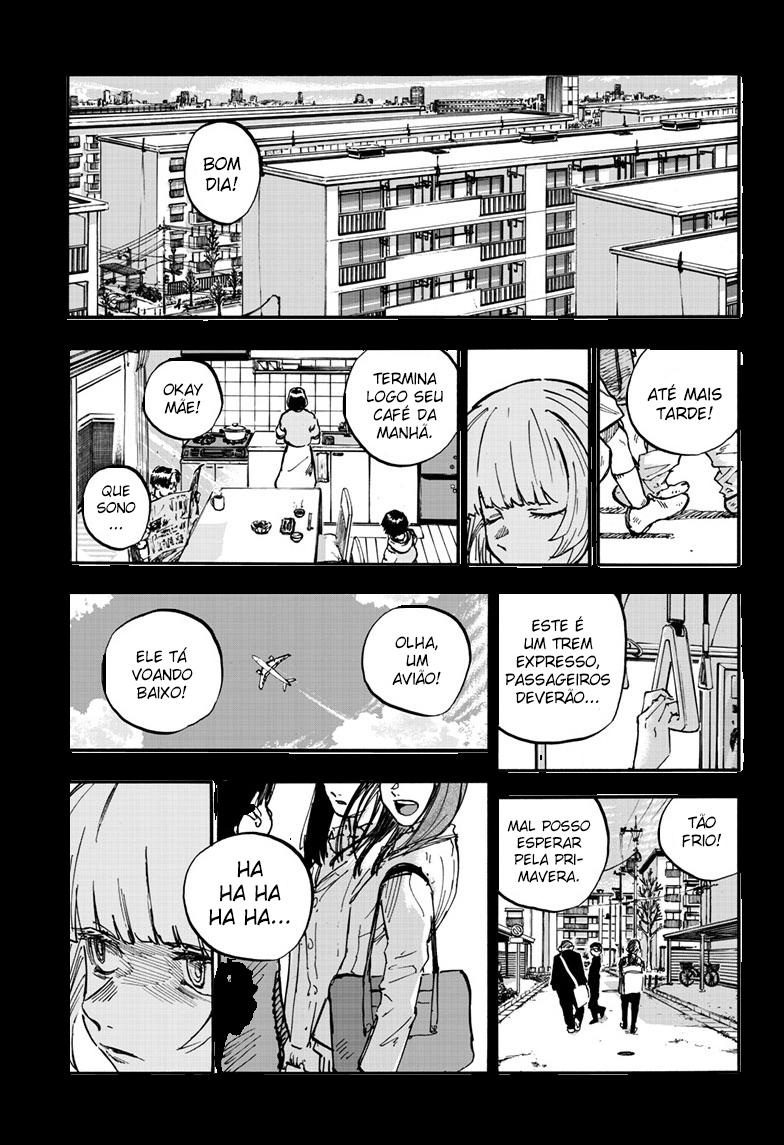 BOM
DIA!
ATÉ MAIS
TARDE!
TERMINA
LOGO SEU
CAFÉ DA
MANHÃ.
OKAY
MÃE!
QUE
SONO
...
ESTE É
UM TREM
EXPRESSO,
PASSAGEIROS
DEVERÃO...
OLHA,
UM
AVIÃO!
ELE TÁ
VOANDO
BAIXO!
TÃO
FRIO!
MAL POSSO
ESPERAR
PELA PRI-
MAVERA.
HA
HA HA
HA HA...